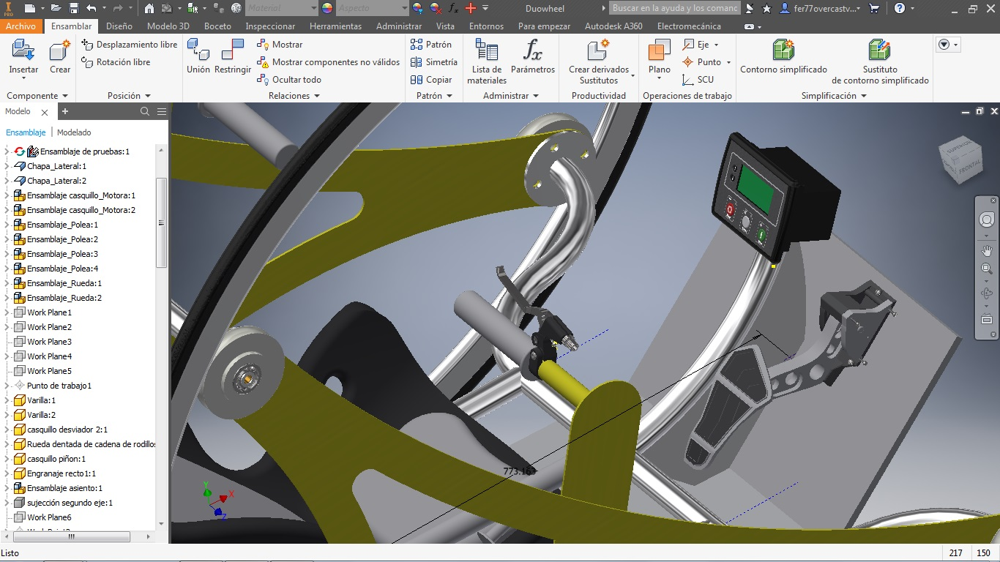 PRO
Material
Aspecto
fx
Duowheel
Buscar en la ayuda y los comanc
fer77overcastv...
Archivo
Ensamblar
Diseño
Modelo 3D
Boceto
Inspeccionar
Herramientas
Administrar
Vista
Entornos
Para empezar
Autodesk A360
Electromecánica
Insertar
Crear
Desplazamiento libre
Rotación libre
Unión
Restringir
Mostrar
Mostrar componentes no válidos
Ocultar todo
Patrón
Simetría
Copiar
Lista de
materiales
fx
Parámetros
Crear derivados
Sustitutos
Plano
Eje
Punto
SCU
Contorno simplificado
Sustituto
de contorno simplificado
Componente
Posición
Relaciones
Patrón
Administrar
Productividad
Operaciones de trabajo
Simplificación
Modelo
Ensamblaje
Modelado
Ensamblaje de pruebas:1
Chapa_Lateral:1
Chapa_Lateral:2
Ensamblaje casquillo_Motora:1
Ensamblaje casquillo_Motora:2
Ensamblaje_Polea:1
Ensamblaje_Polea:2
Ensamblaje_Polea:3
Ensamblaje_Polea:4
Ensamblaje_Rueda:1
Ensamblaje_Rueda:2
Work Plane1
Work Plane2
Work Plane3
Work Plane4
Work Plane5
Punto de trabajo1
Varilla:1
Varilla:2
casquillo desviador 2:1
Rueda dentada de cadena de rodillos
casquillo piñon:1
Engranaje recto1:1
Ensamblaje asiento:1
sujección segundo eje:1
Work Plane6
SUPERIOR
FRONTAL
773.163
Y
X
Z
Listo
217
150